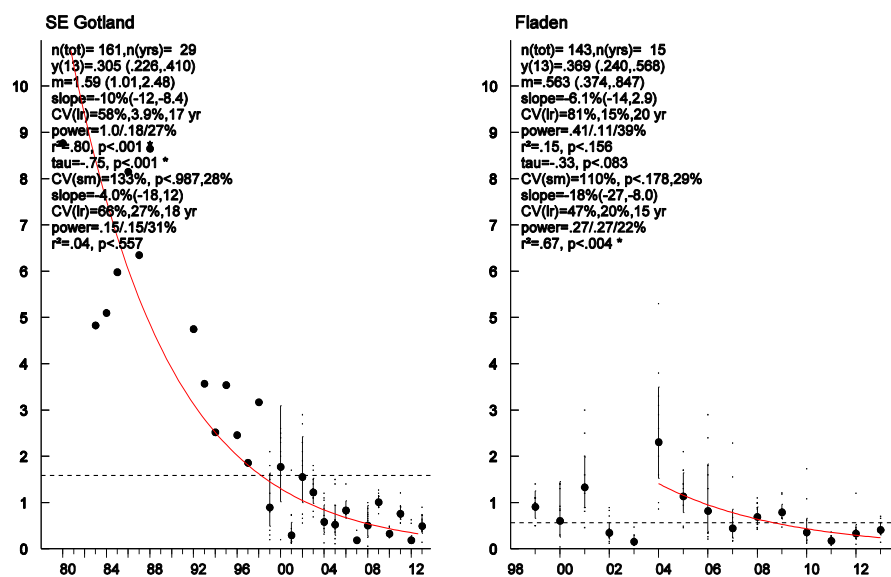 SE Gotland
n(tot)= 161,n(yrs)= 29
y(13)=.305 (.226,.410)
m=1.59 (1.01,2.48)
slope=-10%(-12,-8.4)
CV(lr)=58%,3.9%,17 yr
power=1.0/.18/27%
r²=.80, p<.001 *
tau=-.75, p<.001 *
CV(sm)=133%, p<.987,28%
slope=-4.0%(-18,12)
CV(lr)=66%,27%,18 yr
power=.15/.15/31%
r²=.04, p<.557
10
9
8
7
6
5
4
3
2
1
0
80 84 88 92 96 00 04 08 12
Fladen
n(tot)= 143,n(yrs)= 15
y(13)=.369 (.240,.568)
m=.563 (.374,.847)
slope=-6.1%(-14,2.9)
CV(lr)=81%,15%,20 yr
power=.41/.11/39%
r²=.15, p<.156
tau=-.33, p<.083
CV(sm)=110%, p<.178,29%
slope=-18%(-27,-8.0)
CV(lr)=47%,20%,15 yr
power=.27/.27/22%
r²=.67, p<.004 *
10
9
8
7
6
5
4
3
2
1
0
98 00 02 04 06 08 10 12